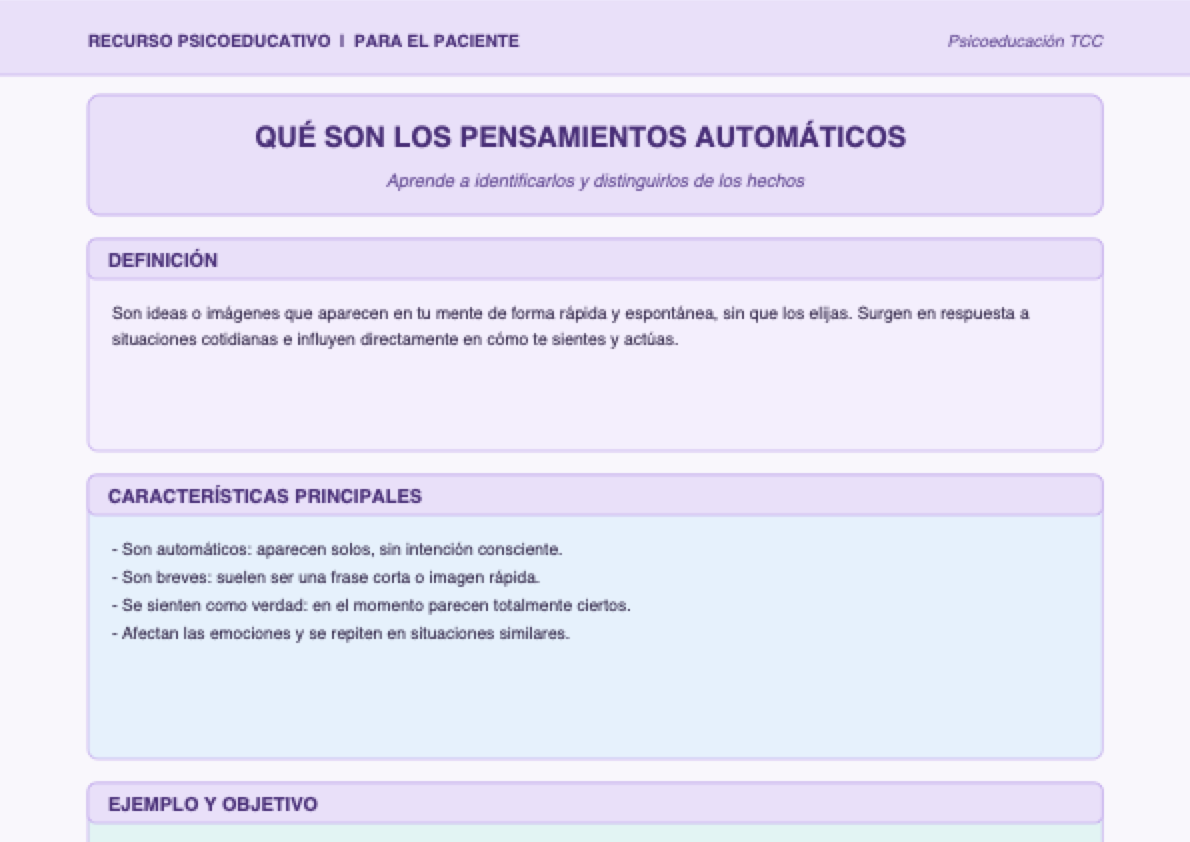 RECURSO PSICOEDUCATIVO | PARA EL PACIENTE
Psicoeducación TCC
QUÉ SON LOS PENSAMIENTOS AUTOMÁTICOS
Aprende a identificarlos y distinguirlos de los hechos
DEFINICIÓN
Son ideas o imágenes que aparecen en tu mente de forma rápida y espontánea, sin que los elijas. Surgen en respuesta a
situaciones cotidianas e influyen directamente en cómo te sientes y actúas.
CARACTERÍSTICAS PRINCIPALES
- Son automáticos: aparecen solos, sin intención consciente.
- Son breves: suelen ser una frase corta o imagen rápida.
- Se sienten como verdad: en el momento parecen totalmente ciertos.
- Afectan las emociones y se repiten en situaciones similares.
EJEMPLO Y OBJETIVO